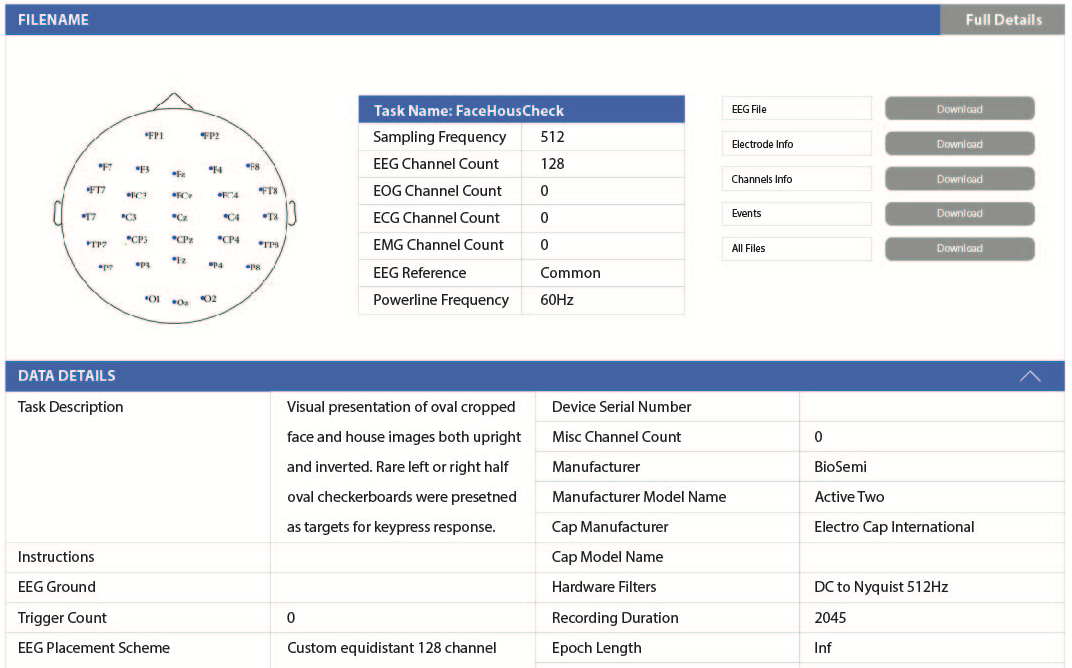 FILENAME
Full Details
FP1 FP2
F7 F3 Fz F4 F8
FT7 FC3 FCz FC4 FT8
T7 C3 Cz C4 T8
TP7 CP3 CPz CP4 TP8
P7 P3 Fz P4 P8
O1 Oz O2
Task Name: FaceHousCheck
Sampling Frequency 512
EEG Channel Count 128
EOG Channel Count 0
ECG Channel Count 0
EMG Channel Count 0
EEG Reference Common
Powerline Frequency 60Hz
EEG File Download
Electrode Info Download
Channels Info Download
Events Download
All Files Download
DATA DETAILS
Task Description
Visual presentation of oval cropped
face and house images both upright
and inverted. Rare left or right half
oval checkerboards were presetned
as targets for keypress response.
Instructions
EEG Ground
Trigger Count 0
EEG Placement Scheme Custom equidistant 128 channel
Device Serial Number
Misc Channel Count 0
Manufacturer BioSemi
Manufacturer Model Name Active Two
Cap Manufacturer Electro Cap International
Cap Model Name
Hardware Filters DC to Nyquist 512Hz
Recording Duration 2045
Epoch Length Inf